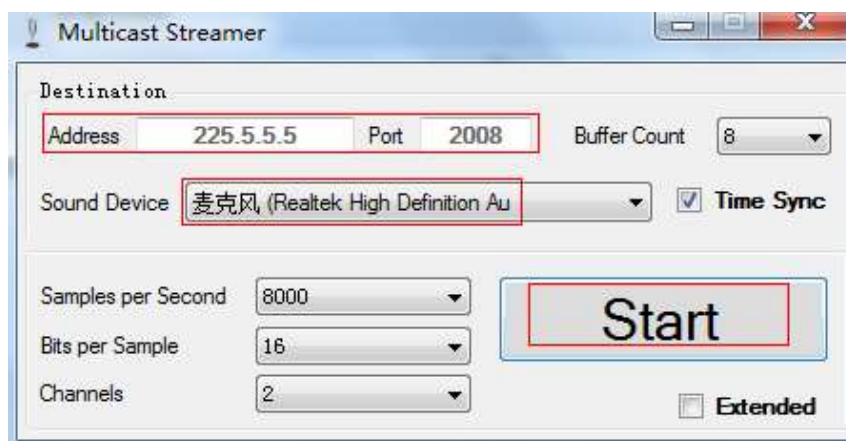 Multicast Streamer
Destination
Address 225.5.5.5 Port 2008 Buffer Count 8
Sound Device 麦克风 (Realtek High Definition Au Time Sync
Samples per Second 8000
Start
Bits per Sample 16
Channels 2
Extended